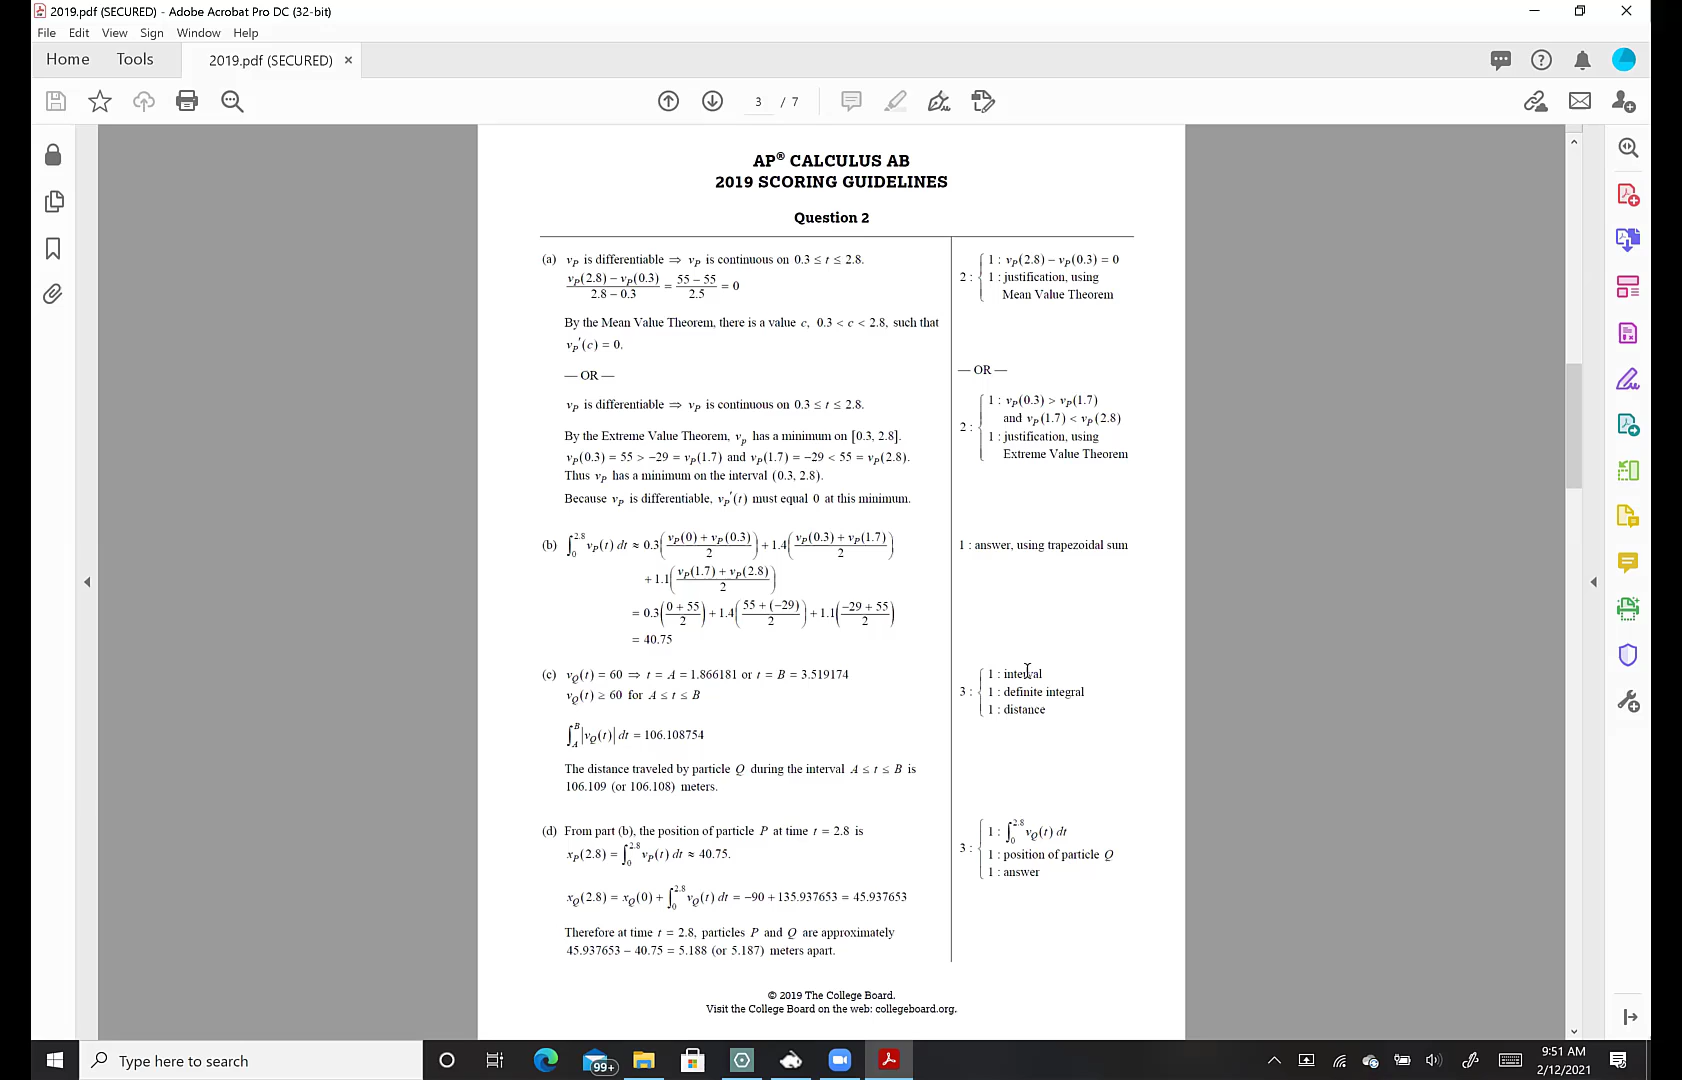 2019.pdf (SECURED) - Adobe Acrobat Pro DC (32-bit)
File Edit View Sign Window Help
Home Tools 2019.pdf (SECURED) ×
3 / 7
AP® CALCULUS AB
2019 SCORING GUIDELINES
Question 2
(a) v_P is differentiable ⇒ v_P is continuous on 0.3 ≤ t ≤ 2.8.
(v_P(2.8) − v_P(0.3))/(2.8 − 0.3) = (55 − 55)/2.5 = 0
By the Mean Value Theorem, there is a value c, 0.3 < c < 2.8, such that
v_P′(c) = 0.
— OR —
v_P is differentiable ⇒ v_P is continuous on 0.3 ≤ t ≤ 2.8.
By the Extreme Value Theorem, v_p has a minimum on [0.3, 2.8].
v_P(0.3) = 55 > −29 = v_P(1.7) and v_P(1.7) = −29 < 55 = v_P(2.8).
Thus v_P has a minimum on the interval (0.3, 2.8).
Because v_P is differentiable, v_P′(t) must equal 0 at this minimum.
2 : { 1 : v_P(2.8) − v_P(0.3) = 0
1 : justification, using
Mean Value Theorem
— OR —
2 : { 1 : v_P(0.3) > v_P(1.7)
and v_P(1.7) < v_P(2.8)
1 : justification, using
Extreme Value Theorem
(b) ∫_0^2.8 v_P(t) dt ≈ 0.3((v_P(0) + v_P(0.3))/2) + 1.4((v_P(0.3) + v_P(1.7))/2)
+ 1.1((v_P(1.7) + v_P(2.8))/2)
= 0.3((0 + 55)/2) + 1.4((55 + (−29))/2) + 1.1((−29 + 55)/2)
= 40.75
1 : answer, using trapezoidal sum
(c) v_Q(t) = 60 ⇒ t = A = 1.866181 or t = B = 3.519174
v_Q(t) ≥ 60 for A ≤ t ≤ B
∫_A^B |v_Q(t)| dt = 106.108754
The distance traveled by particle Q during the interval A ≤ t ≤ B is
106.109 (or 106.108) meters.
3 : { 1 : interval
1 : definite integral
1 : distance
(d) From part (b), the position of particle P at time t = 2.8 is
x_P(2.8) = ∫_0^2.8 v_P(t) dt ≈ 40.75.
x_Q(2.8) = x_Q(0) + ∫_0^2.8 v_Q(t) dt = −90 + 135.937653 = 45.937653
Therefore at time t = 2.8, particles P and Q are approximately
45.937653 − 40.75 = 5.188 (or 5.187) meters apart.
3 : { 1 : ∫_0^2.8 v_Q(t) dt
1 : position of particle Q
1 : answer
© 2019 The College Board.
Visit the College Board on the web: collegeboard.org.
Type here to search
99+
9:51 AM
2/12/2021